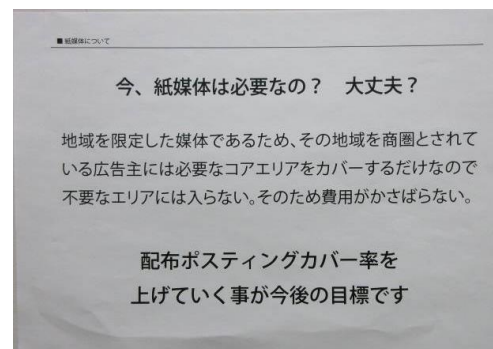 ■ 紙媒体について
今、紙媒体は必要なの？　大丈夫？
地域を限定した媒体であるため、その地域を商圏とされて
いる広告主には必要なコアエリアをカバーするだけなので
不要なエリアには入らない。そのため費用がかさばらない。
配布ポスティングカバー率を
上げていく事が今後の目標です